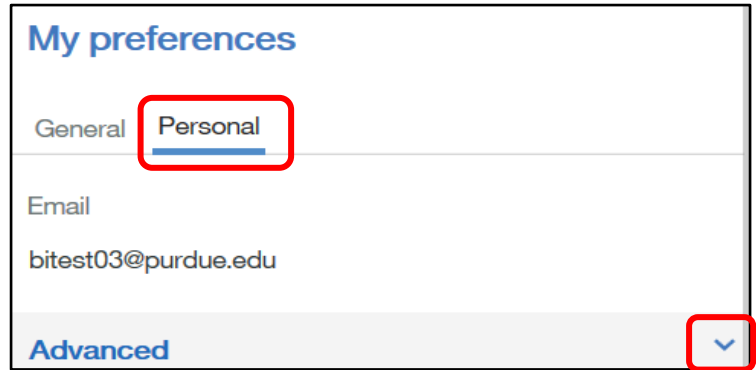 My preferences
General Personal
Email
bitest03@purdue.edu
Advanced